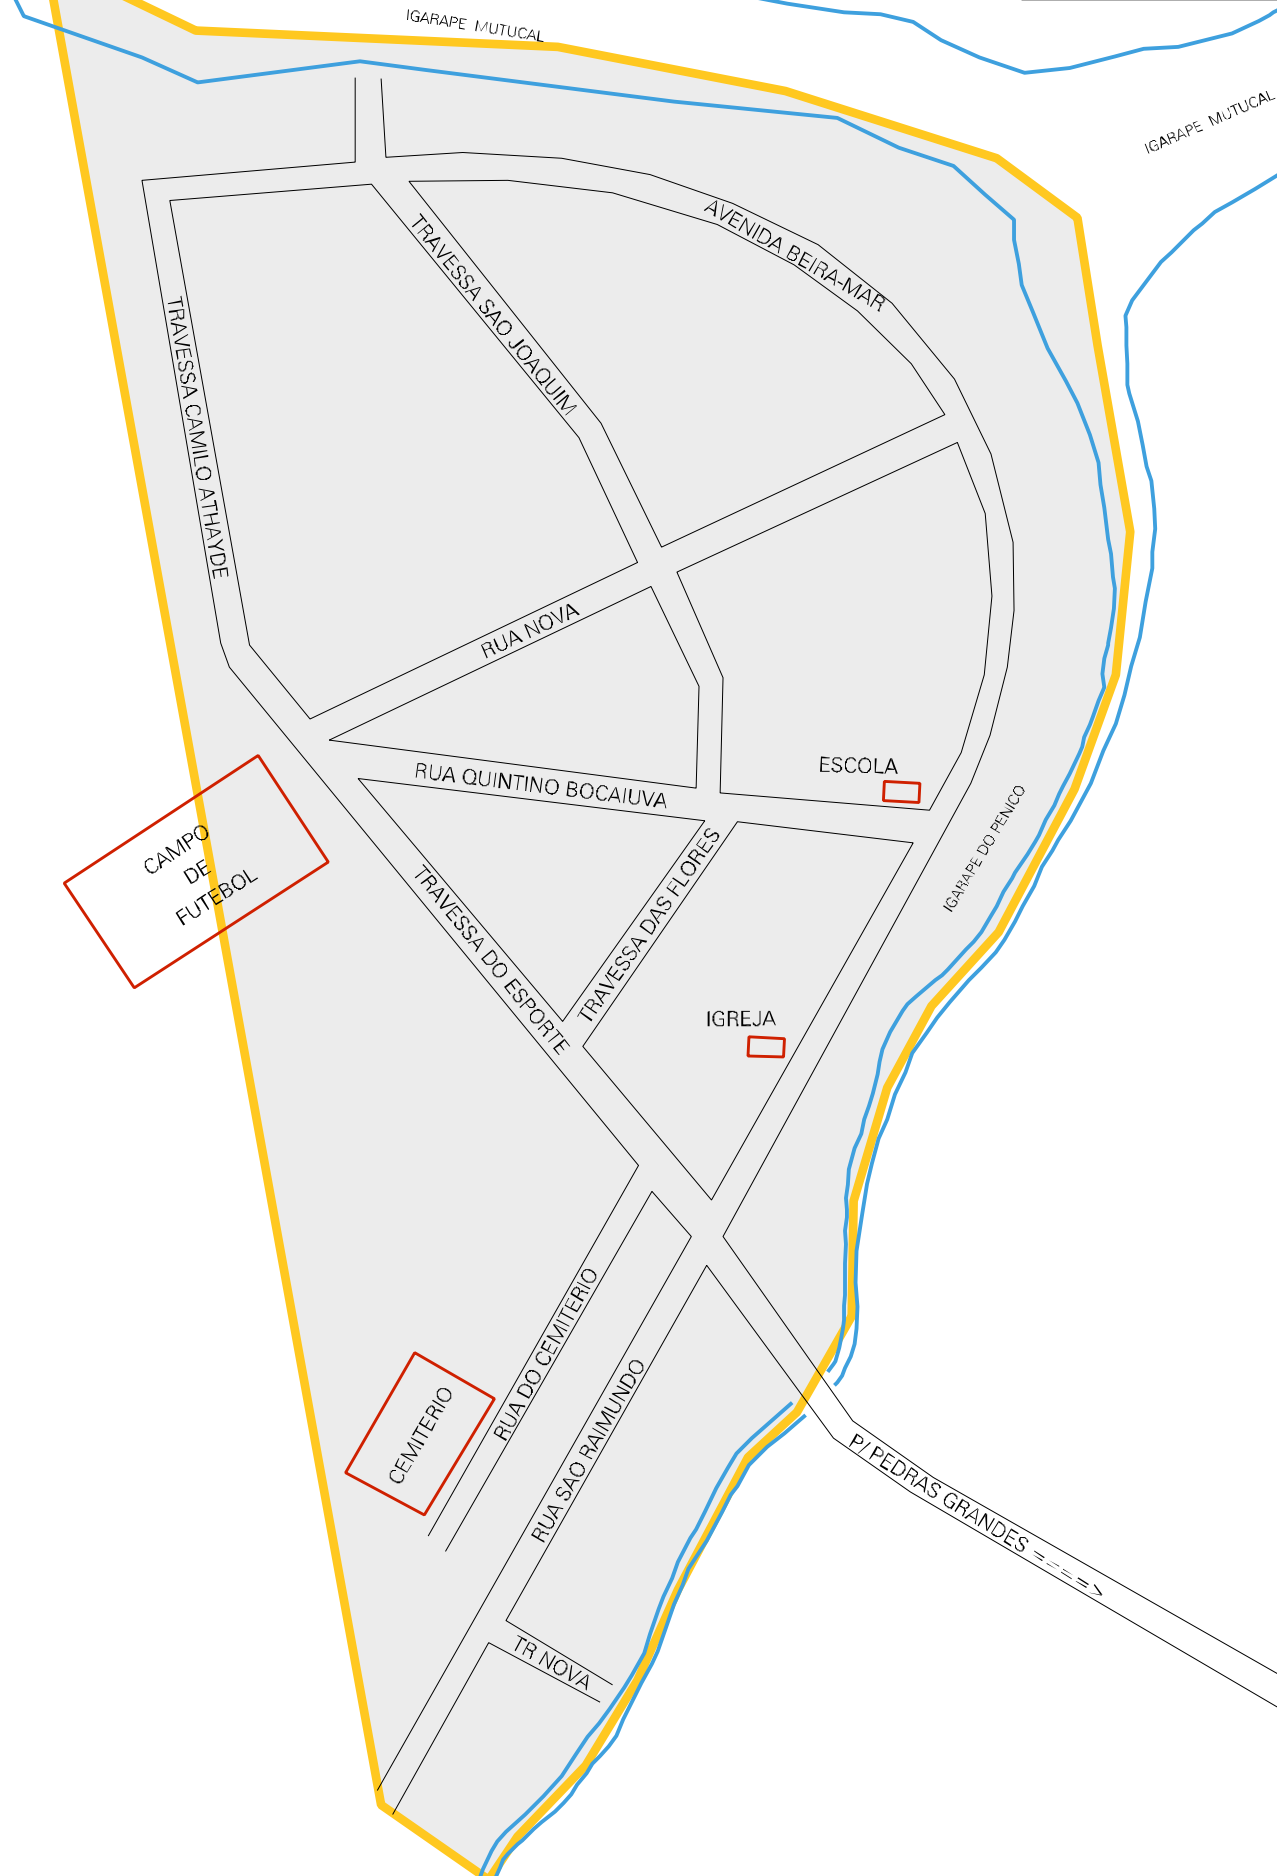 IGARAPE MUTUCAL
IGARAPE MUTUCAL
AVENIDA BEIRA-MAR
TRAVESSA SAO JOAQUIM
TRAVESSA CAMILO ATHAYDE
RUA NOVA
ESCOLA
RUA QUINTINO BOCAIUVA
IGARAPE DO PENICO
CAMPO
DE
FUTEBOL
TRAVESSA DAS FLORES
TRAVESSA DO ESPORTE
IGREJA
RUA DO CEMITERIO
CEMITERIO
RUA SAO RAIMUNDO
P/ PEDRAS GRANDES ====>
TR NOVA